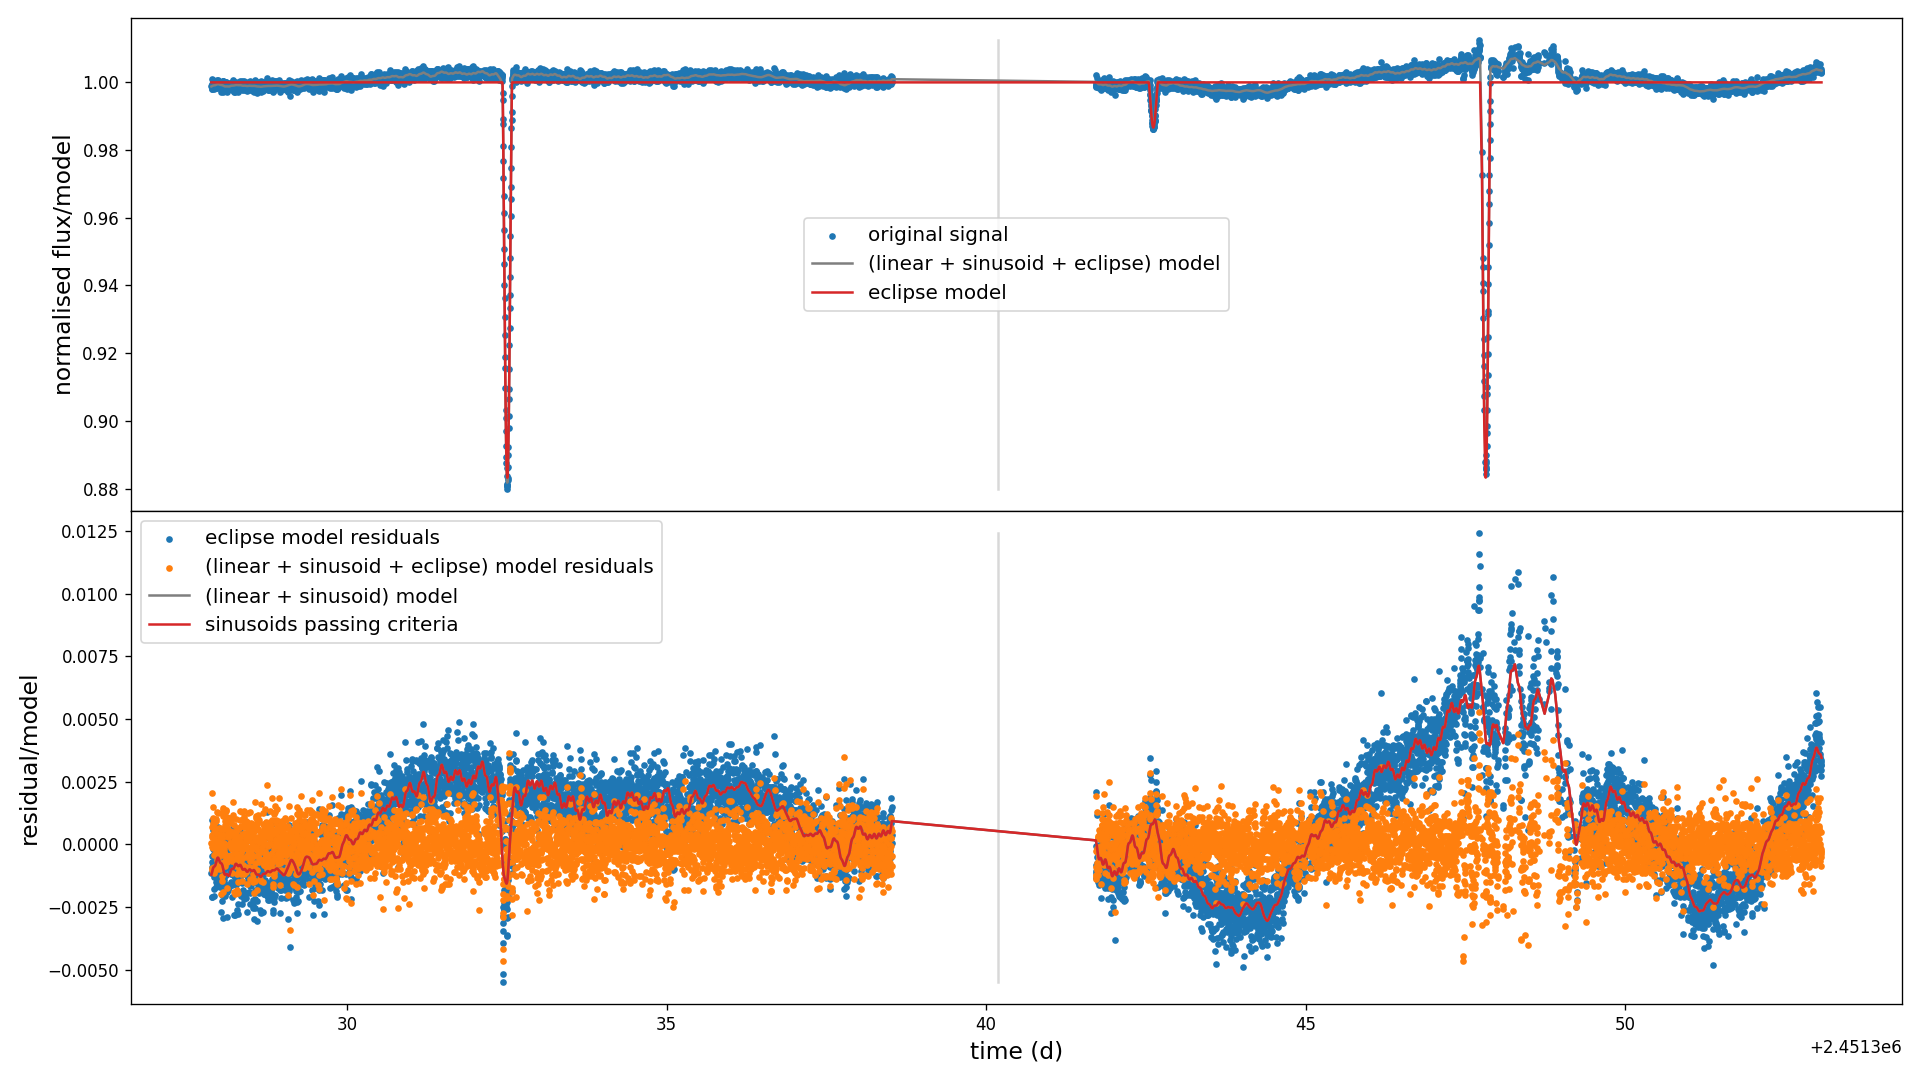 1.00
0.98
0.96
0.94
0.92
0.90
0.88
normalised flux/model
original signal
(linear + sinusoid + eclipse) model
eclipse model
0.0125
0.0100
0.0075
0.0050
0.0025
0.0000
−0.0025
−0.0050
residual/model
eclipse model residuals
(linear + sinusoid + eclipse) model residuals
(linear + sinusoid) model
sinusoids passing criteria
30 35 40 45 50
time (d)
+2.4513e6